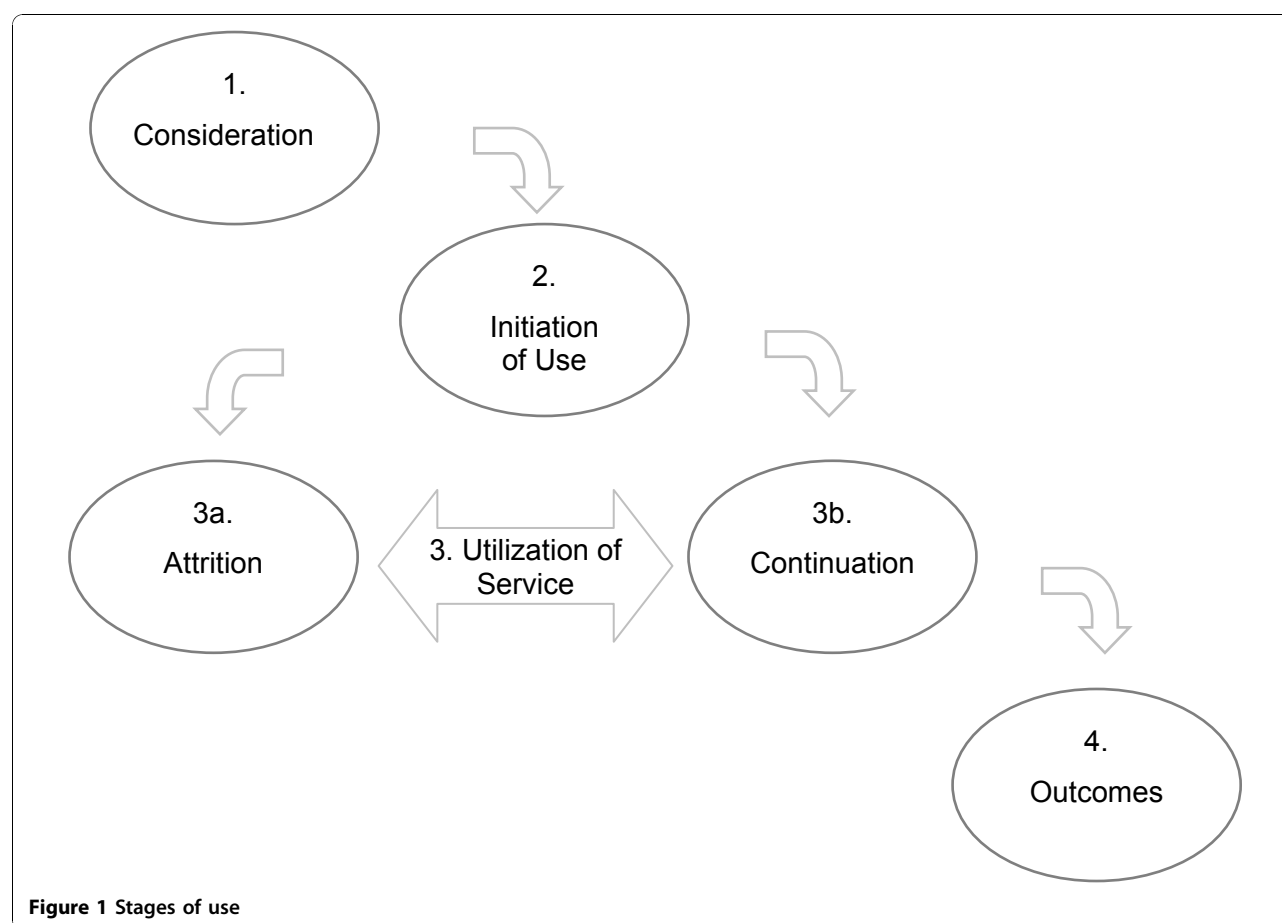 1.
Consideration
2.
Initiation
of Use
3a.
Attrition
3. Utilization of
Service
3b.
Continuation
4.
Outcomes
Figure 1 Stages of use